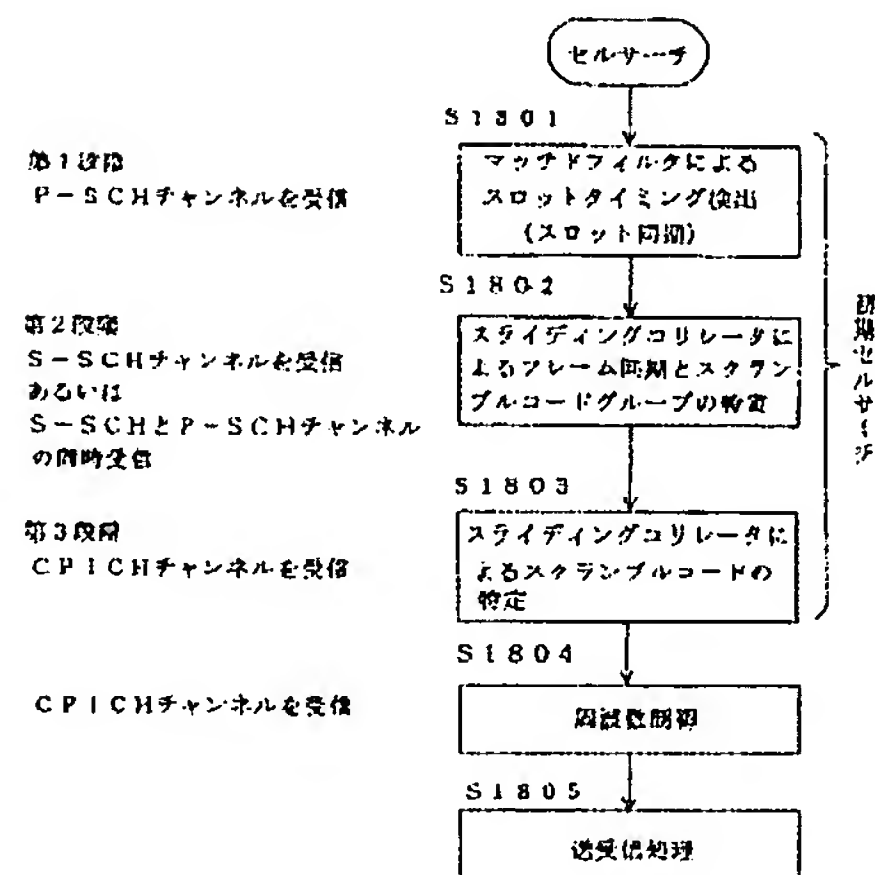 セルサーチ
S1801
第1段階
P-SCHチャンネルを受信
マッチドフィルタによる
スロットタイミング検出
(スロット同期)
S1802
第2段階
S-SCHチャンネルを受信
あるいは
S-SCHとP-SCHチャンネル
の同時受信
スライディングコリレータに
よるフレーム同期とスクラン
ブルコードグループの特定
S1803
第3段階
CPICHチャンネルを受信
スライディングコリレータに
よるスクランブルコードの
特定
初期セルサーチ
S1804
CPICHチャンネルを受信
周波数制御
S1805
送受信処理